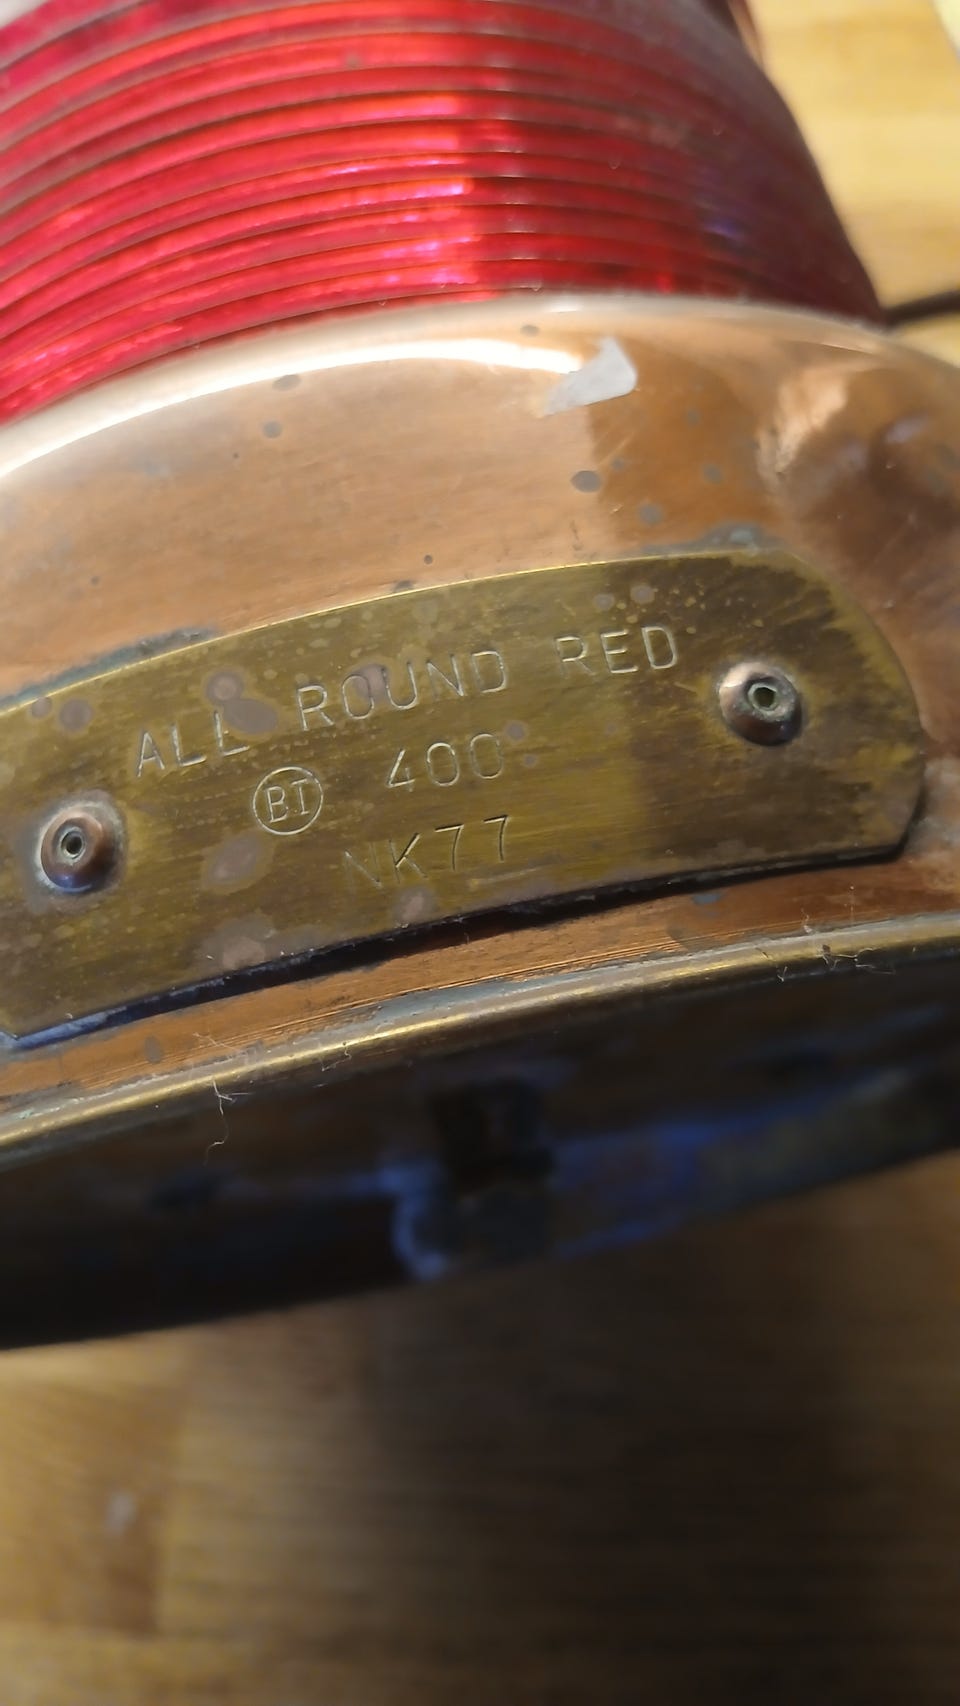 ALL ROUND RED
BT 400
NK77